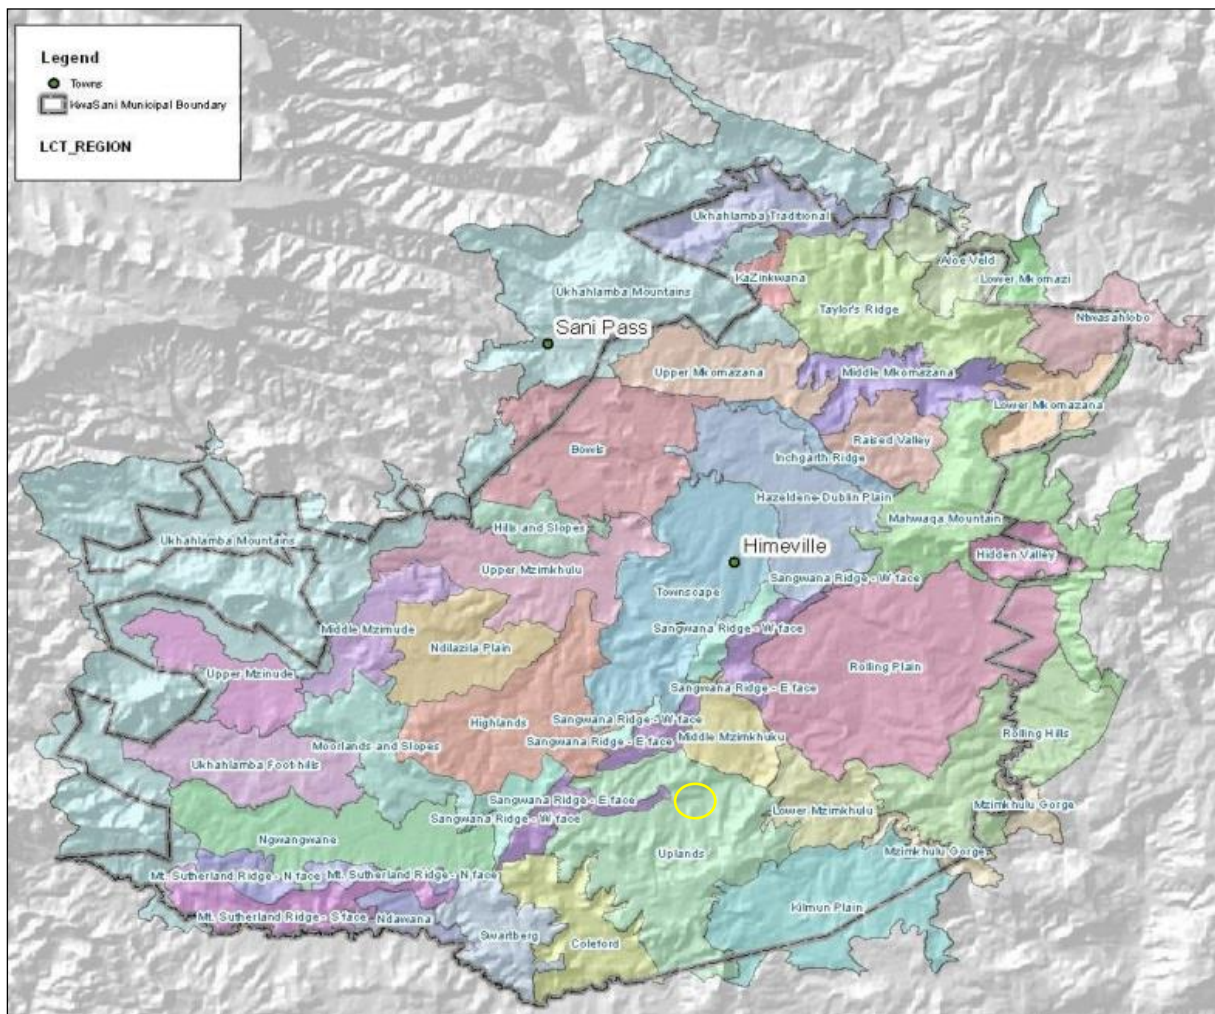 Legend
Towns
KwaSani Municipal Boundary
LCT_REGION
Ukhahlamba Traditional
Aloe Veld
KaZinkwana
Lower Mkomazi
Ukhahlamba Mountains
Taylor's Ridge
Sani Pass
Upper Mkomazana
Middle Mkomazana
Lower Mkomazana
Raised Valley
Bowls
Inchgarth Ridge
Hazeldene-Dublin Plain
Mahwaqa Mountain
Hills and Slopes
Ukhahlamba Mountains
Himeville
Hidden Valley
Upper Mzimkhulu
Sangwana Ridge - W face
Townscape
Middle Mzimude
Sangwana Ridge - W face
Ndilazila Plain
Rolling Plain
Upper Mzinude
Sangwana Ridge - E face
Highlands
Sangwana Ridge - W face
Rolling Hills
Middle Mzimkhuku
Sangwana Ridge - E face
Moorlands and Slopes
Ukhahlamba Foothills
Sangwana Ridge - E face
Mzimkhulu Gorge
Lower Mzimkhulu
Sangwana Ridge - W face
Ngwangwane
Uplands
Mzimkhulu Gorge
Mt. Sutherland Ridge - N face
Mt. Sutherland Ridge - N face
Kilmun Plain
Mt. Sutherland Ridge - S face
Ndawana
Swartberg
Coleford